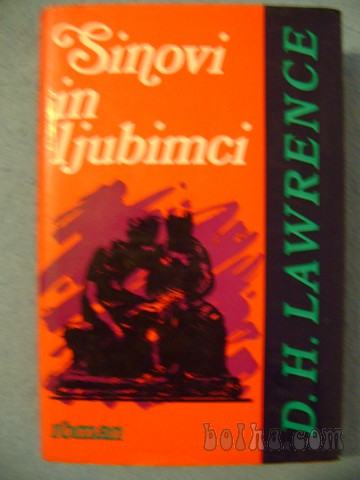 Sinovi
in
ljubimci
D. H. LAWRENCE
roman
bolha.com